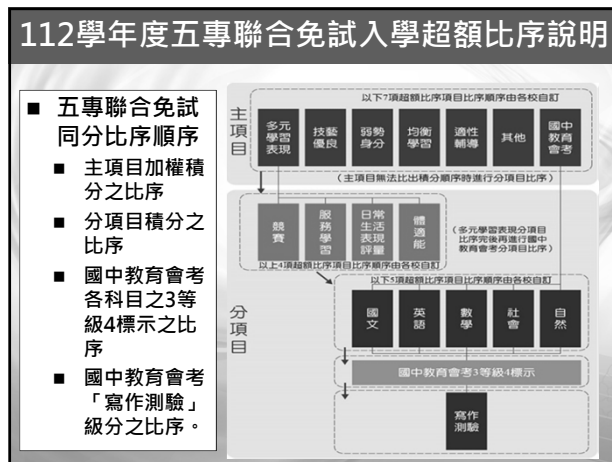 112學年度五專聯合免試入學超額比序說明
■ 五專聯合免試
同分比序順序
■ 主項目加權積
分之比序
■ 分項目積分之
比序
■ 國中教育會考
各科目之3等
級4標示之比
序
■ 國中教育會考
「寫作測驗」
級分之比序。
主項目
以下7項超額比序項目比序順序由各校自訂
多元學習表現
技藝優良
弱勢身分
均衡學習
適性輔導
其他
國中教育會考
(主項目無法比出積分順序時進行分項目比序)
分項目
競賽
服務學習
日常生活表現評量
體適能
(多元學習表現分項目
比序完後再進行國中
教育會考分項目比序)
以上4項超額比序項目比序順序由各校自訂
以下5項超額比序項目比序順序由各校自訂
國文
英語
數學
社會
自然
國中教育會考3等級4標示
寫作測驗